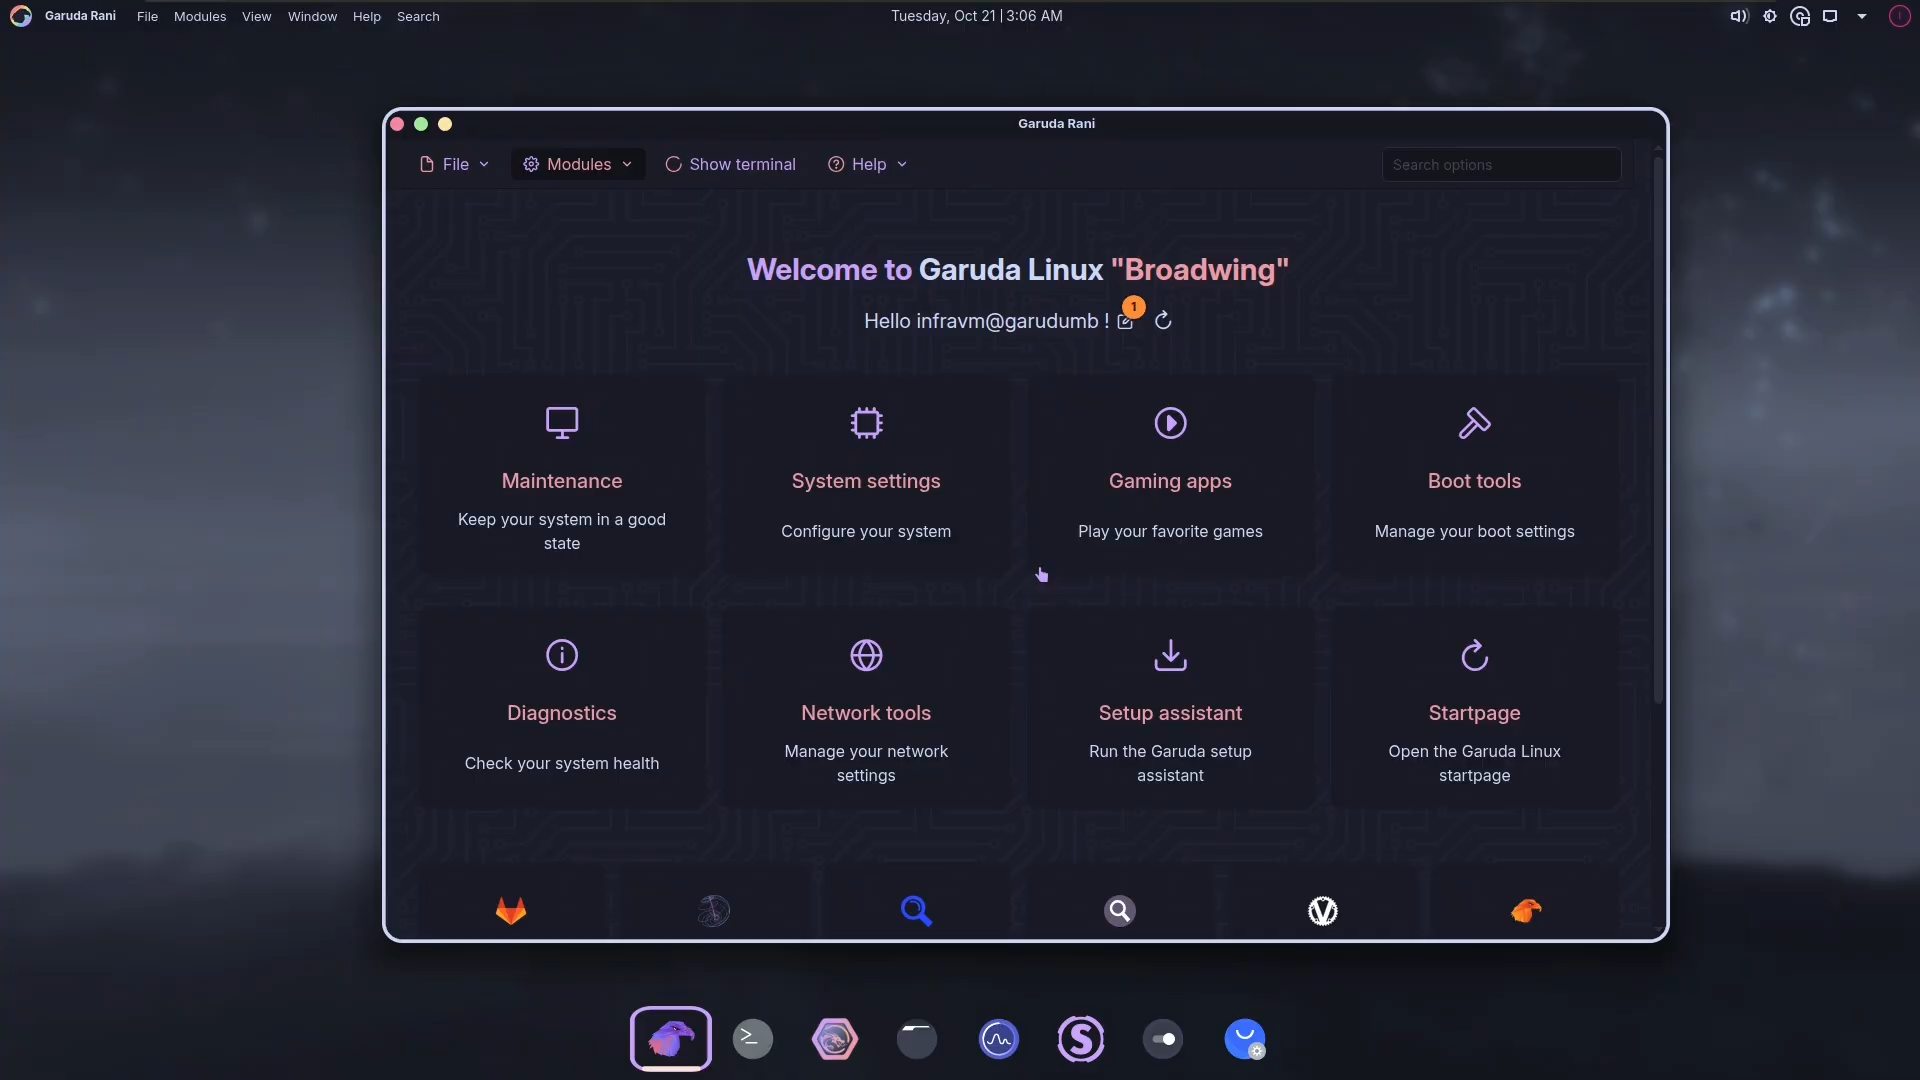 Garuda Rani File Modules View Window Help Search
Tuesday, Oct 21 | 3:06 AM
Garuda Rani
File Modules Show terminal Help
Search options
Welcome to Garuda Linux "Broadwing"
1
Hello infravm@garudumb !
Maintenance
Keep your system in a good
state
System settings
Configure your system
Gaming apps
Play your favorite games
Boot tools
Manage your boot settings
Diagnostics
Check your system health
Network tools
Manage your network
settings
Setup assistant
Run the Garuda setup
assistant
Startpage
Open the Garuda Linux
startpage